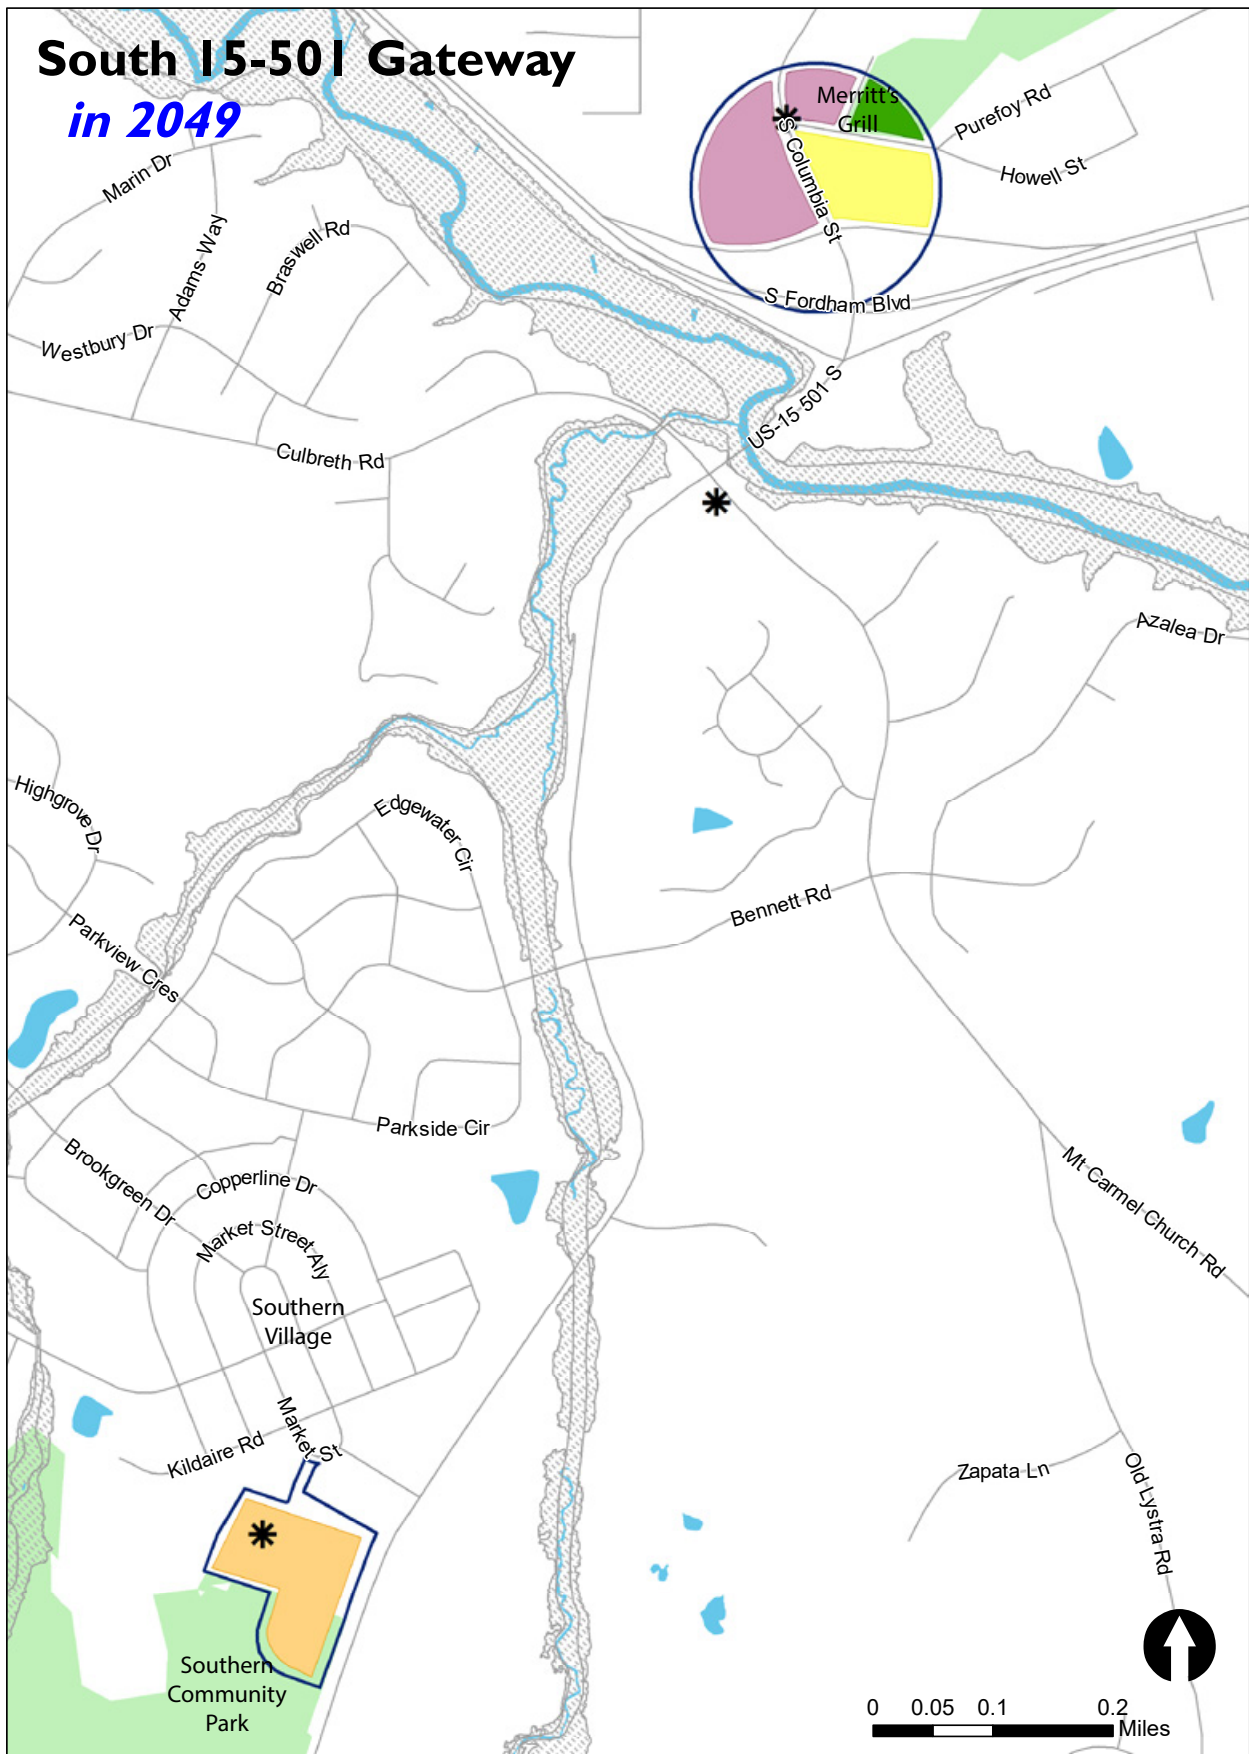 South 15-501 Gateway
in 2049
Merritt's
Grill
Purefoy Rd
Howell St
S Columbia St
S Fordham Blvd
Marin Dr
Adams Way
Braswell Rd
Westbury Dr
US-15-501 S
Culbreth Rd
Azalea Dr
Highgrove Dr
Edgewater Cir
Bennett Rd
Parkview Cres
Parkside Cir
Brookgreen Dr
Copperline Dr
Market Street Aly
Mt Carmel Church Rd
Southern
Village
Market St
Kildaire Rd
Zapata Ln
Old Lystra Rd
Southern
Community
Park
0 0.05 0.1 0.2
Miles